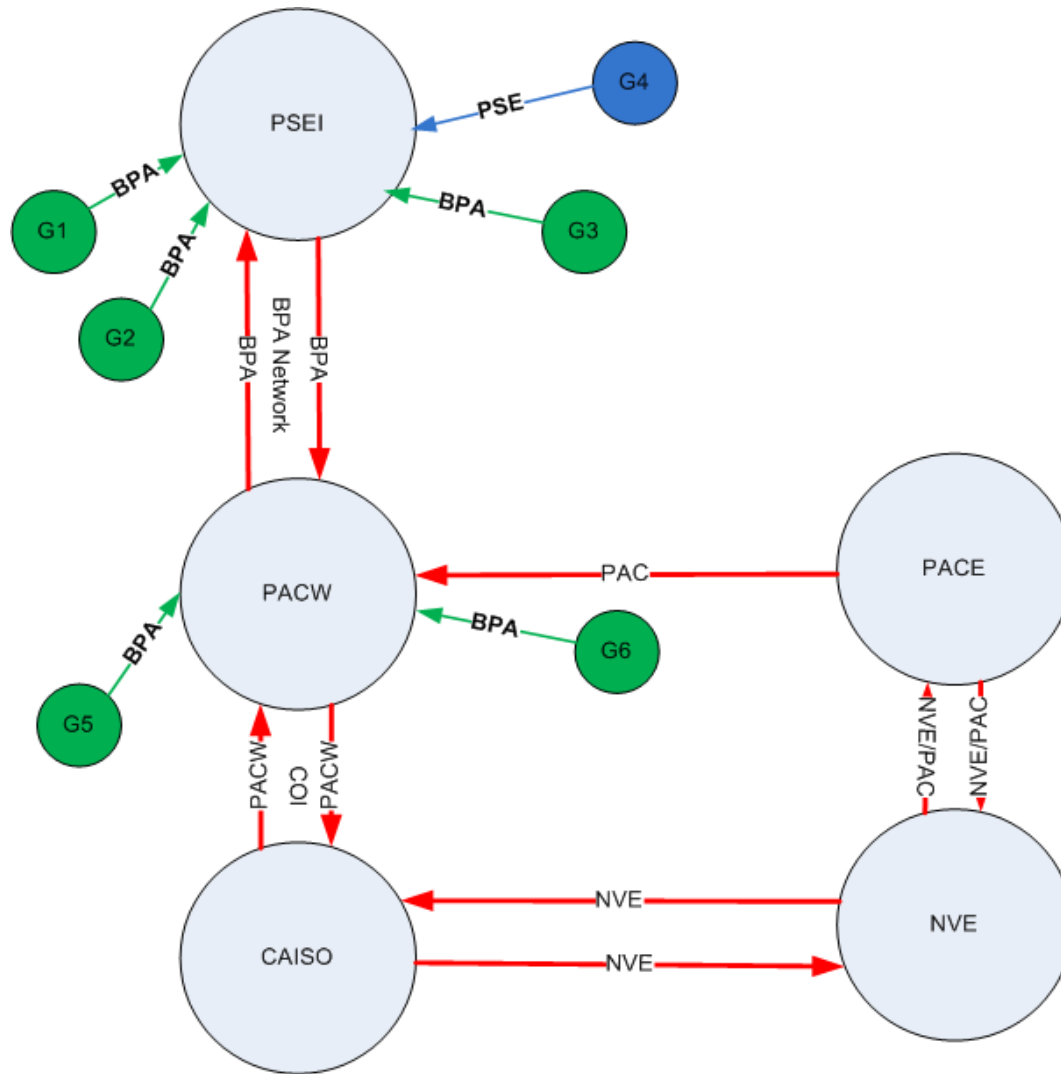 PSEI
G4
PSE
BPA
G1
BPA
G3
BPA
G2
BPA
BPA Network
BPA
PACW
PAC
PACE
BPA
G6
BPA
G5
PACW
COI
PACW
NVE/PAC
NVE/PAC
CAISO
NVE
NVE
NVE